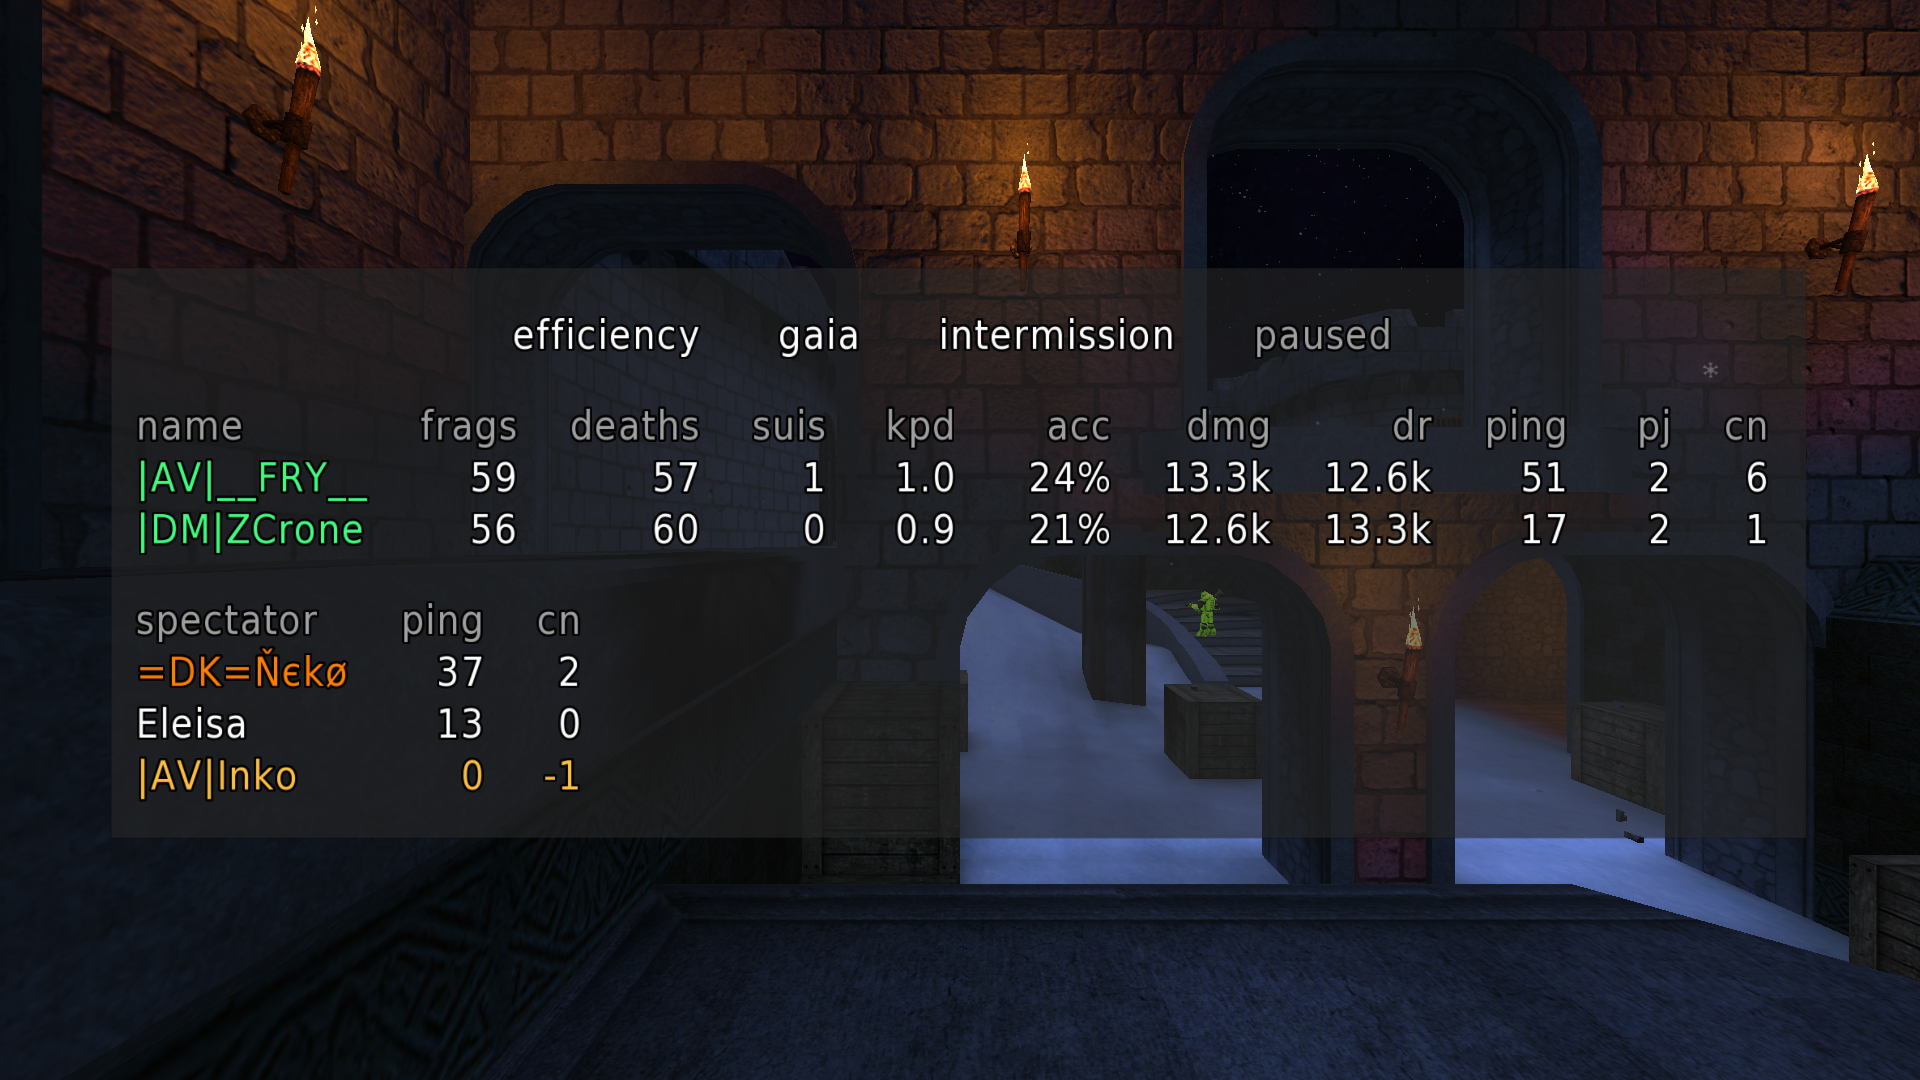 efficiency gaia intermission paused
*
name frags deaths suis kpd acc dmg dr ping pj cn
|AV|__FRY__ 59 57 1 1.0 24% 13.3k 12.6k 51 2 6
|DM|ZCrone 56 60 0 0.9 21% 12.6k 13.3k 17 2 1
spectator ping cn
=DK=Ňєkø 37 2
Eleisa 13 0
|AV|Inko 0 -1